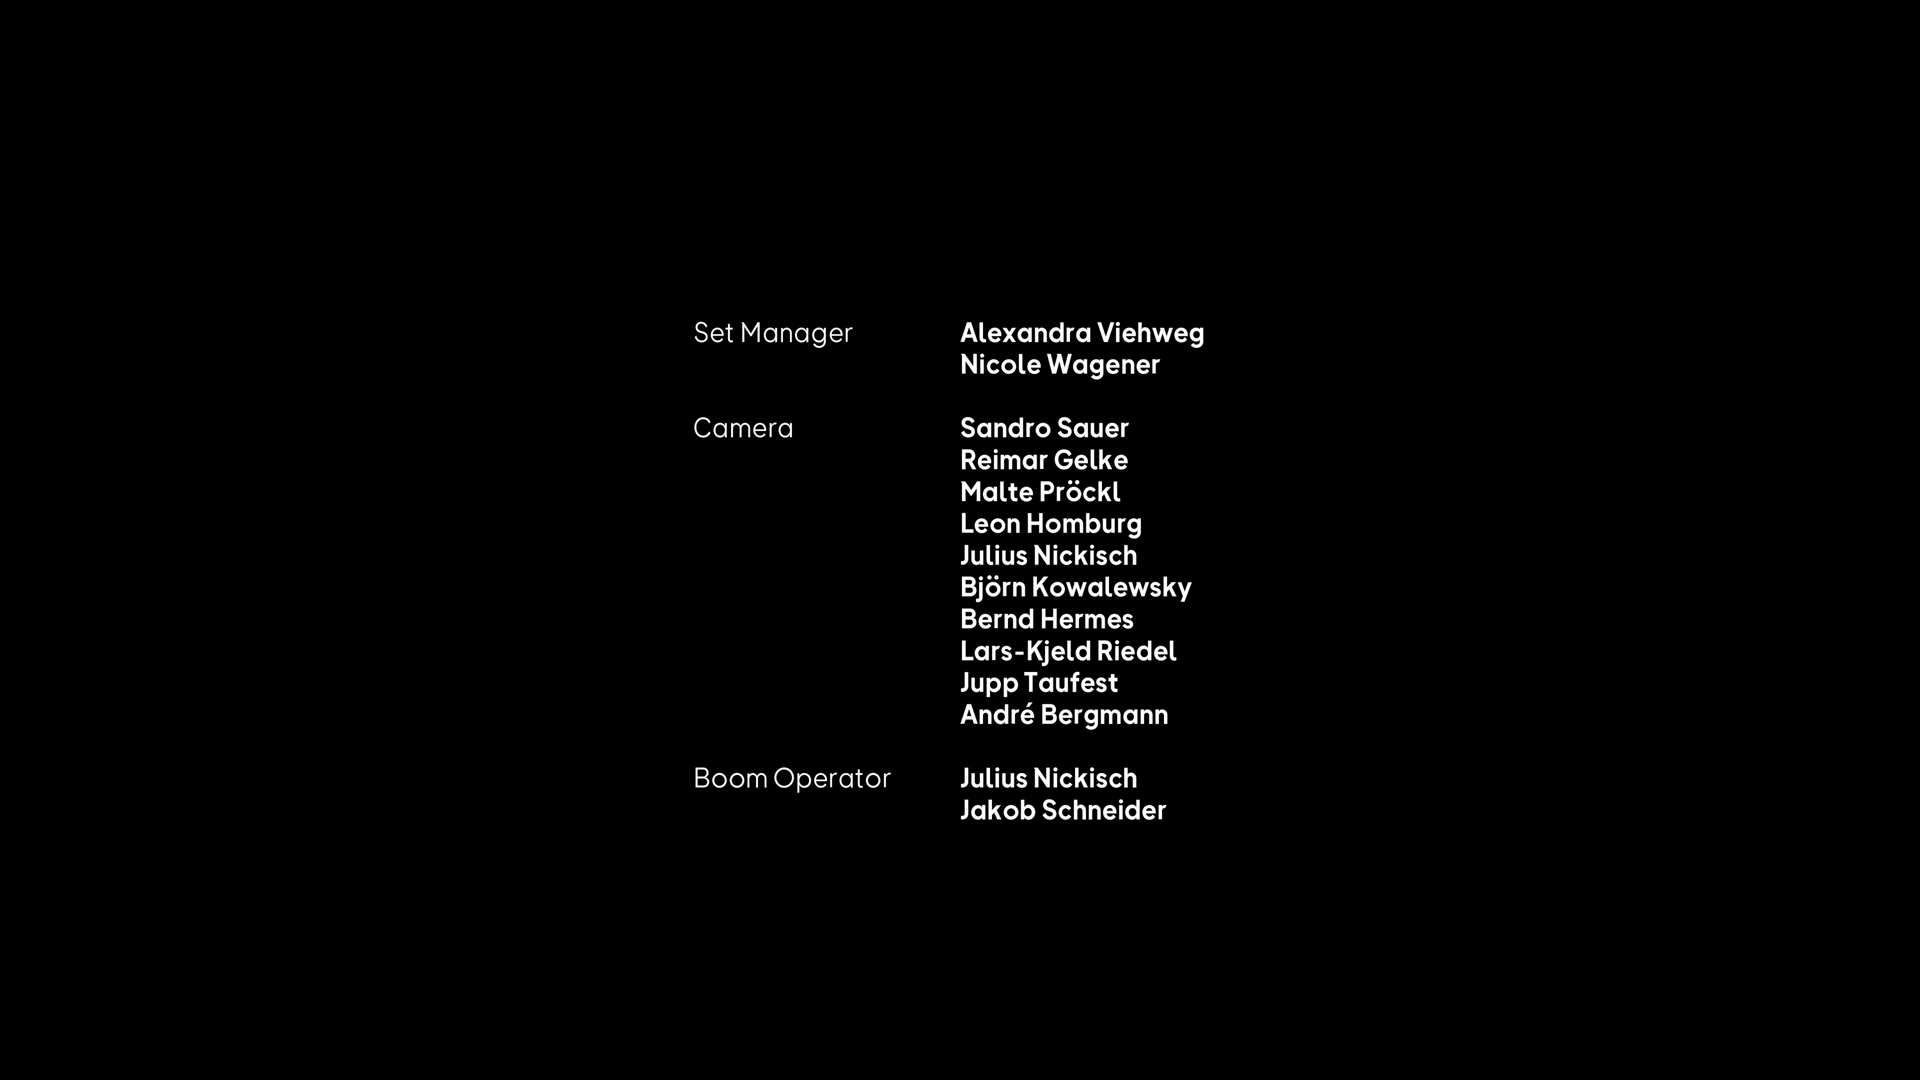 Set Manager Alexandra Viehweg
Nicole Wagener
Camera Sandro Sauer
Reimar Gelke
Malte Pröckl
Leon Homburg
Julius Nickisch
Björn Kowalewsky
Bernd Hermes
Lars-Kjeld Riedel
Jupp Taufest
André Bergmann
Boom Operator Julius Nickisch
Jakob Schneider